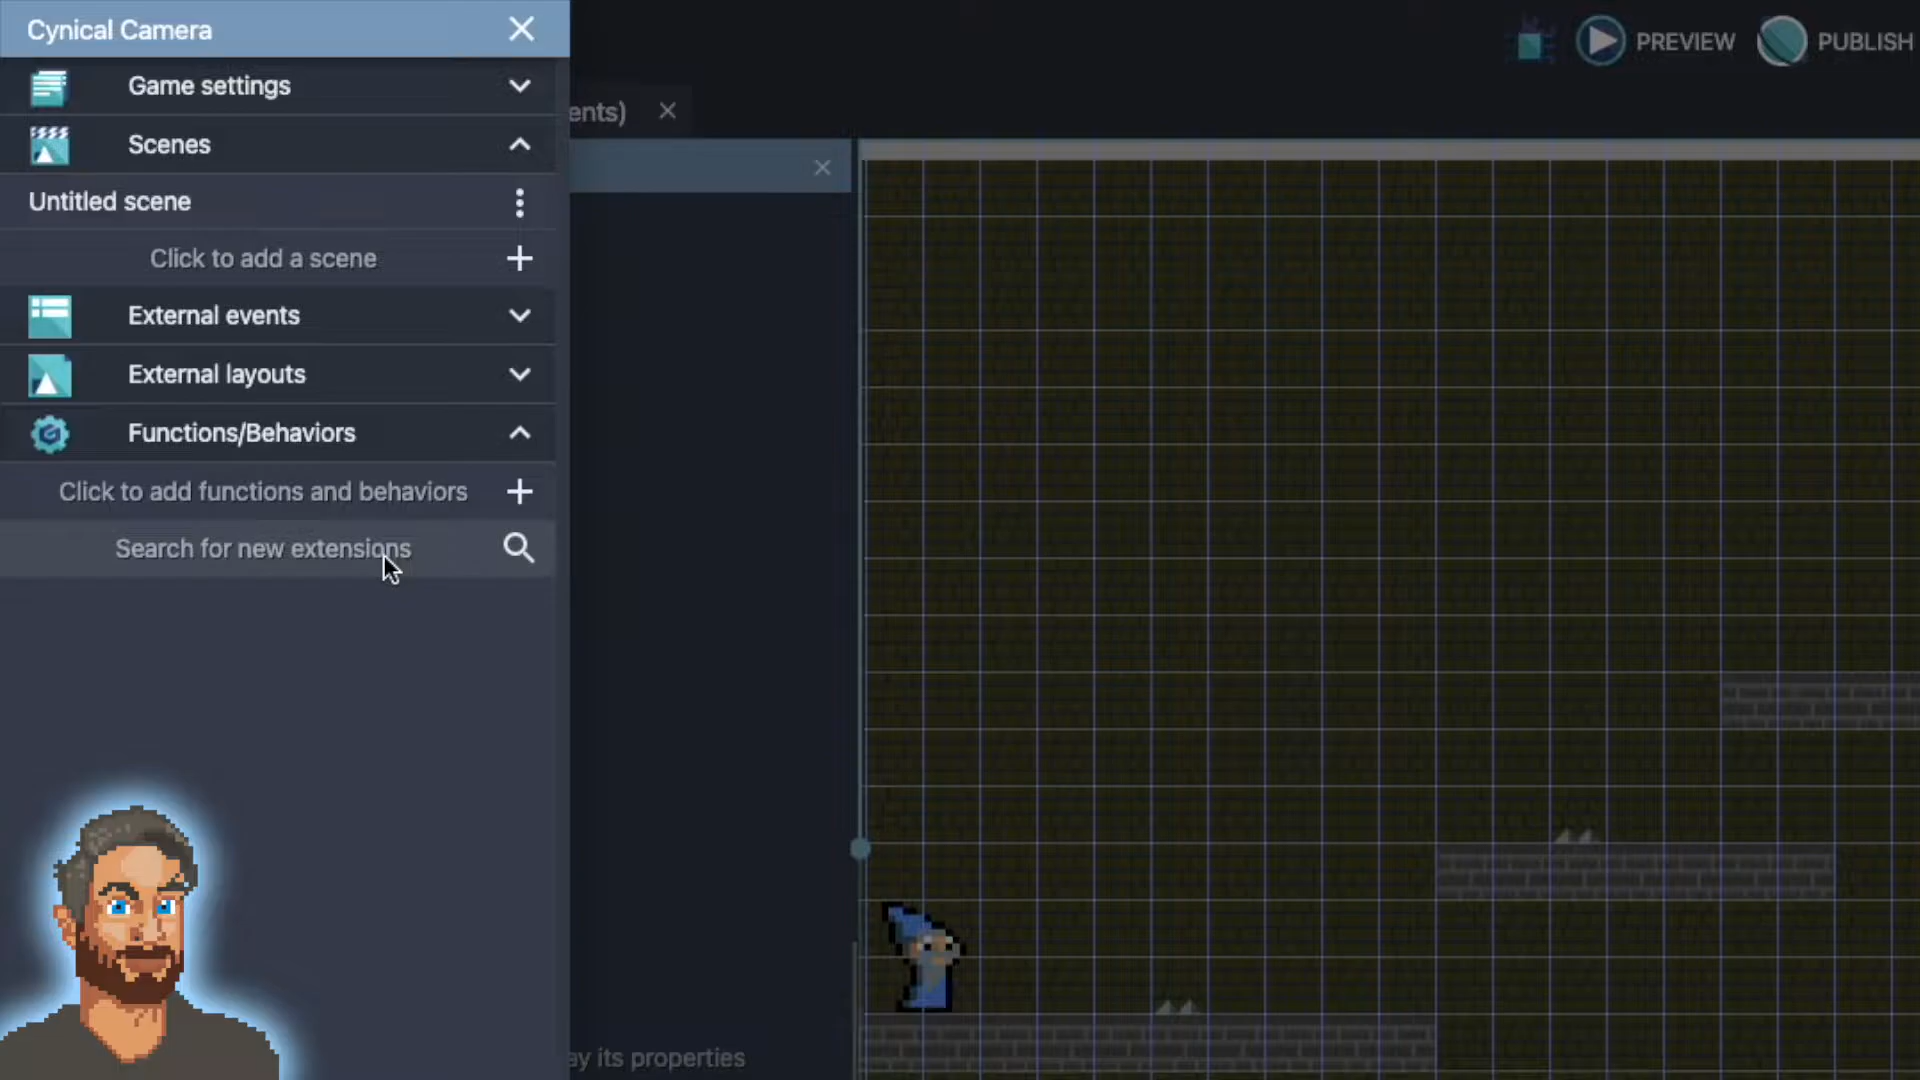 Cynical Camera
PREVIEW
PUBLISH
Game settings
ents)
Scenes
Untitled scene
Click to add a scene
External events
External layouts
Functions/Behaviors
Click to add functions and behaviors
Search for new extensions
ay its properties